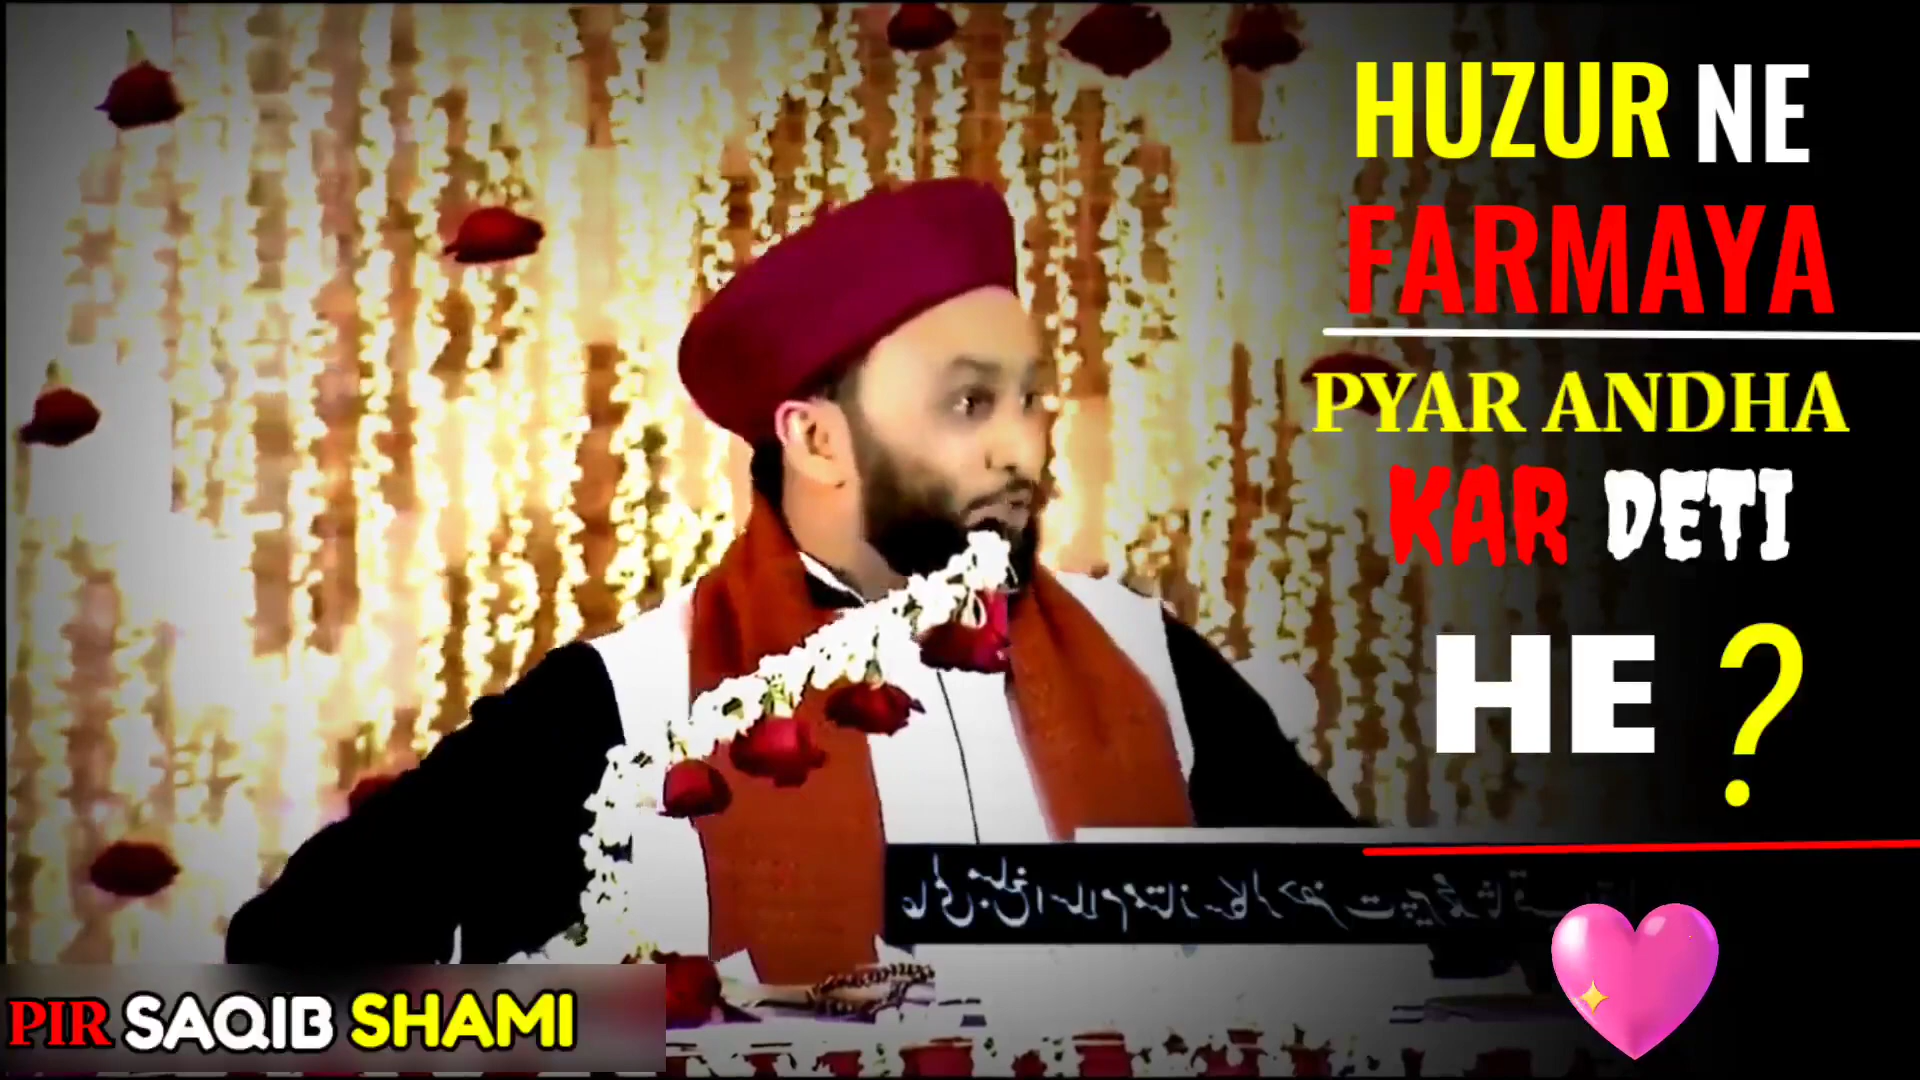 HUZUR NE
FARMAYA
PYAR ANDHA
KAR DETI
HE ?
PIR SAQIB SHAMI